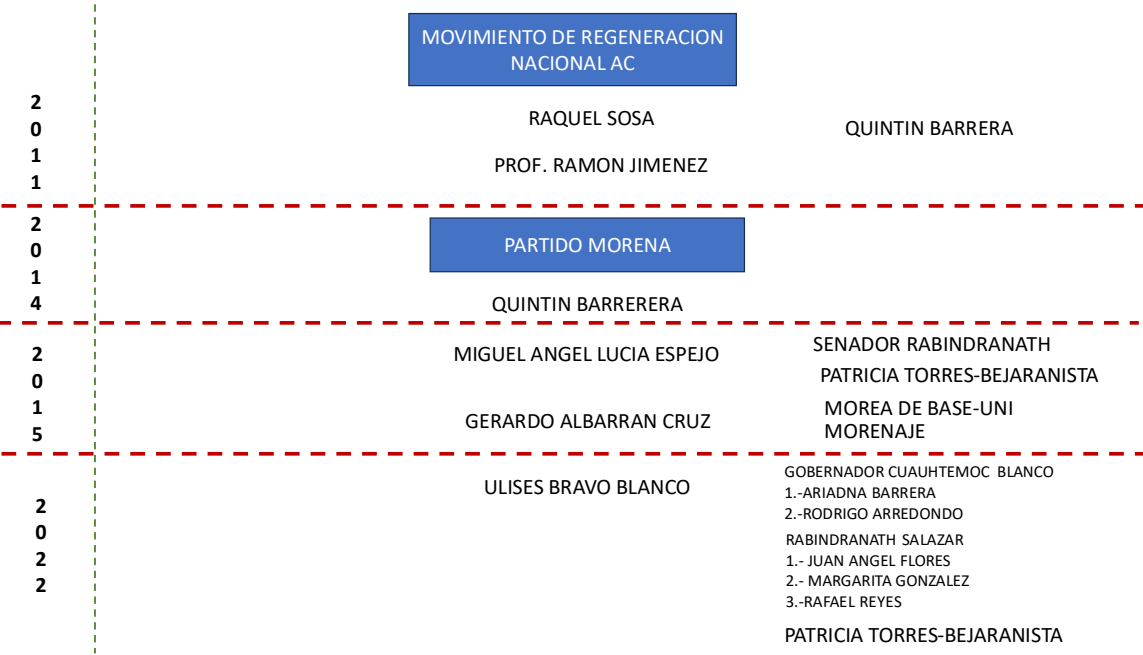 MOVIMIENTO DE REGENERACION
NACIONAL AC
2
0
1
1
RAQUEL SOSA
PROF. RAMON JIMENEZ
QUINTIN BARRERA
2
0
1
4
PARTIDO MORENA
QUINTIN BARRERERA
2
0
1
5
MIGUEL ANGEL LUCIA ESPEJO
GERARDO ALBARRAN CRUZ
SENADOR RABINDRANATH
PATRICIA TORRES-BEJARANISTA
MOREA DE BASE-UNI
MORENAJE
2
0
2
2
ULISES BRAVO BLANCO
GOBERNADOR CUAUHTEMOC BLANCO
1.-ARIADNA BARRERA
2.-RODRIGO ARREDONDO
RABINDRANATH SALAZAR
1.- JUAN ANGEL FLORES
2.- MARGARITA GONZALEZ
3.-RAFAEL REYES
PATRICIA TORRES-BEJARANISTA